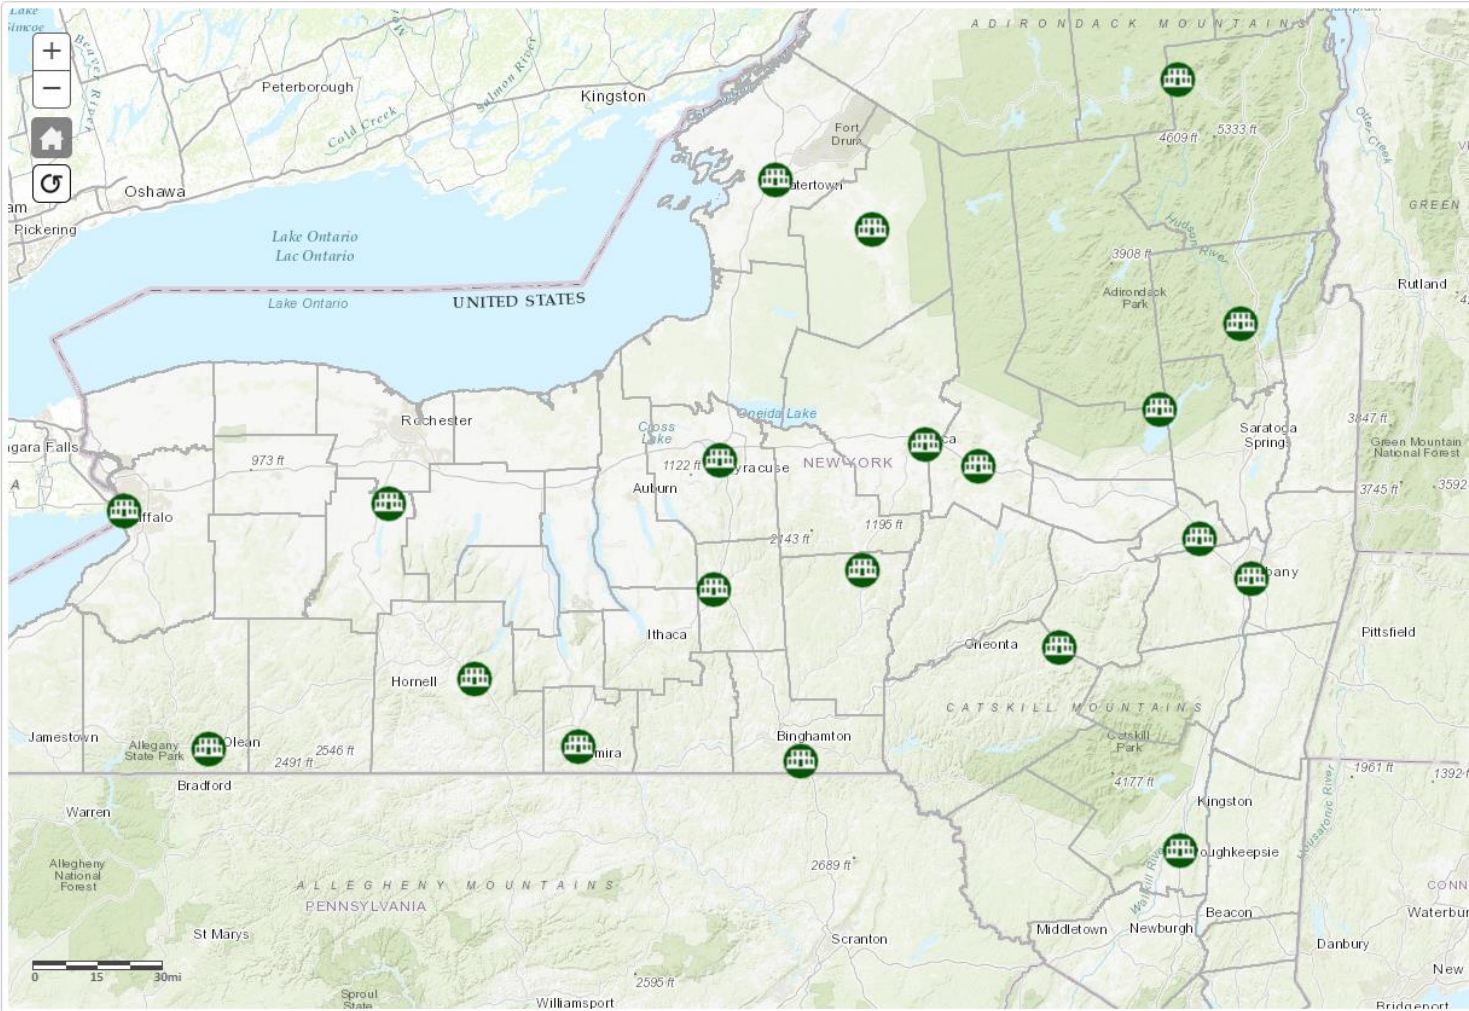 Lake
Simcoe
Beaver River
Salmon River
ADIRONDACK MOUNTAINS
+
−
Peterborough
Kingston
Cold Creek
Fort
Drum
4609 ft
5333 ft
Otter Creek
Oshawa
am
Pickering
atertown
GREEN
Lake Ontario
Lac Ontario
Hudson River
3908 ft
Lake Ontario
UNITED STATES
Adirondack
Park
Rutland
Rochester
Oneida Lake
Cross
Lake
Saratoga
Springs
3847 ft
agara Falls
973 ft
1122 ft
yracuse
NEW YORK
ca
Green Mountain
National Forest
A
Auburn
3745 ft
3592
ffalo
2143 ft
1195 ft
bany
Ithaca
Oneonta
Pittsfield
Hornell
CATSKILL MOUNTAINS
Jamestown
Allegany
State Park
Olean
2546 ft
2491 ft
mira
Binghamton
Catskill
Park
Bradford
4177 ft
1961 ft
1392 f
Warren
Kingston
Housatonic River
Allegheny
National
Forest
2689 ft
oughkeepsie
Wallkill River
ALLEGHENY MOUNTAINS
PENNSYLVANIA
CONN
Beacon
Waterbur
St Marys
Scranton
Middletown
Newburgh
Danbury
0 15 30mi
2595 ft
New
Sproul
State
Williamsport
Bridgeport